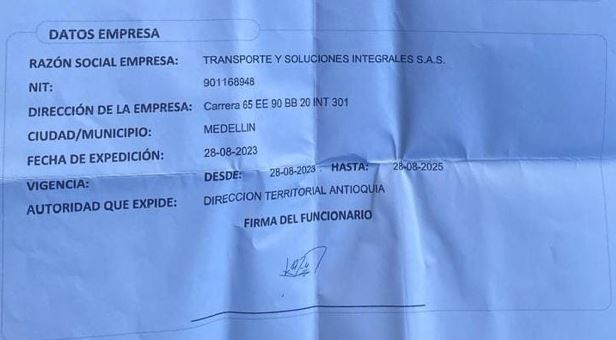 DATOS EMPRESA
RAZÓN SOCIAL EMPRESA: TRANSPORTE Y SOLUCIONES INTEGRALES S.A.S.
NIT: 901168948
DIRECCIÓN DE LA EMPRESA: Carrera 65 EE 90 BB 20 INT 301
CIUDAD/MUNICIPIO: MEDELLIN
FECHA DE EXPEDICIÓN: 28-08-2023
VIGENCIA: DESDE: 28-08-2023 HASTA: 28-08-2025
AUTORIDAD QUE EXPIDE: DIRECCION TERRITORIAL ANTIOQUIA
FIRMA DEL FUNCIONARIO